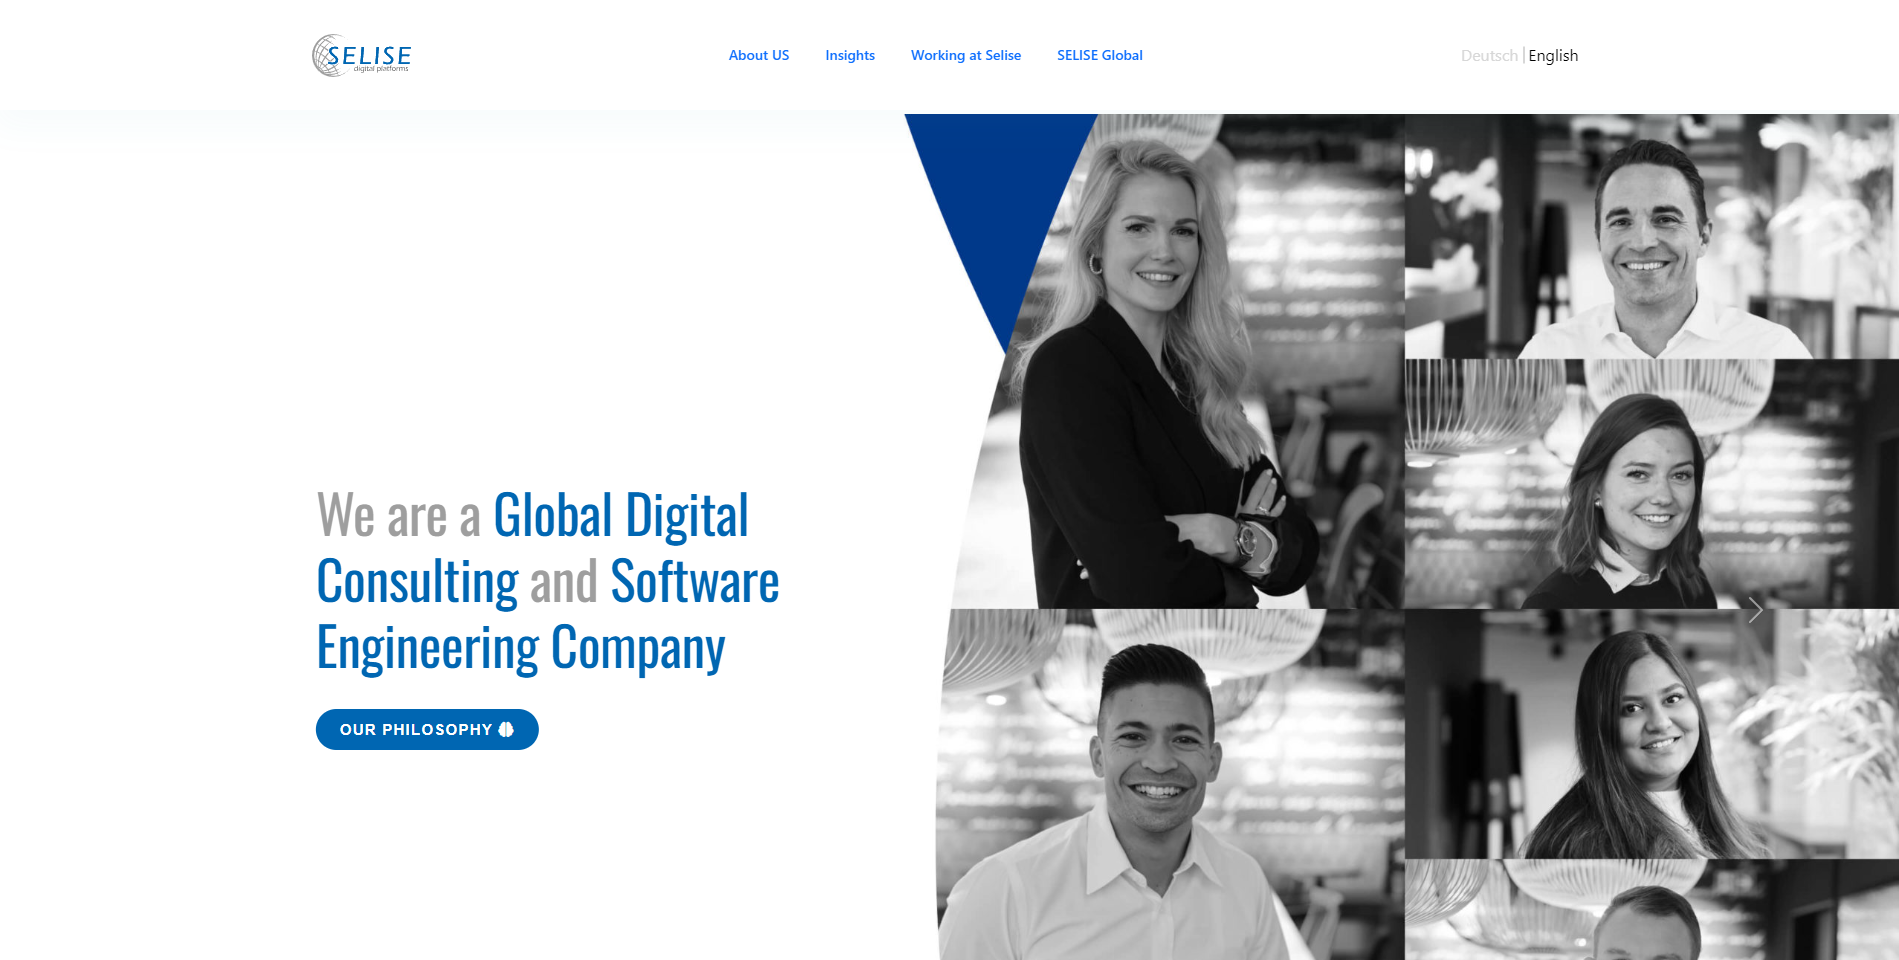 SELISE
digital platforms
About US
Insights
Working at Selise
SELISE Global
Deutsch | English
We are a Global Digital
Consulting and Software
Engineering Company
OUR PHILOSOPHY